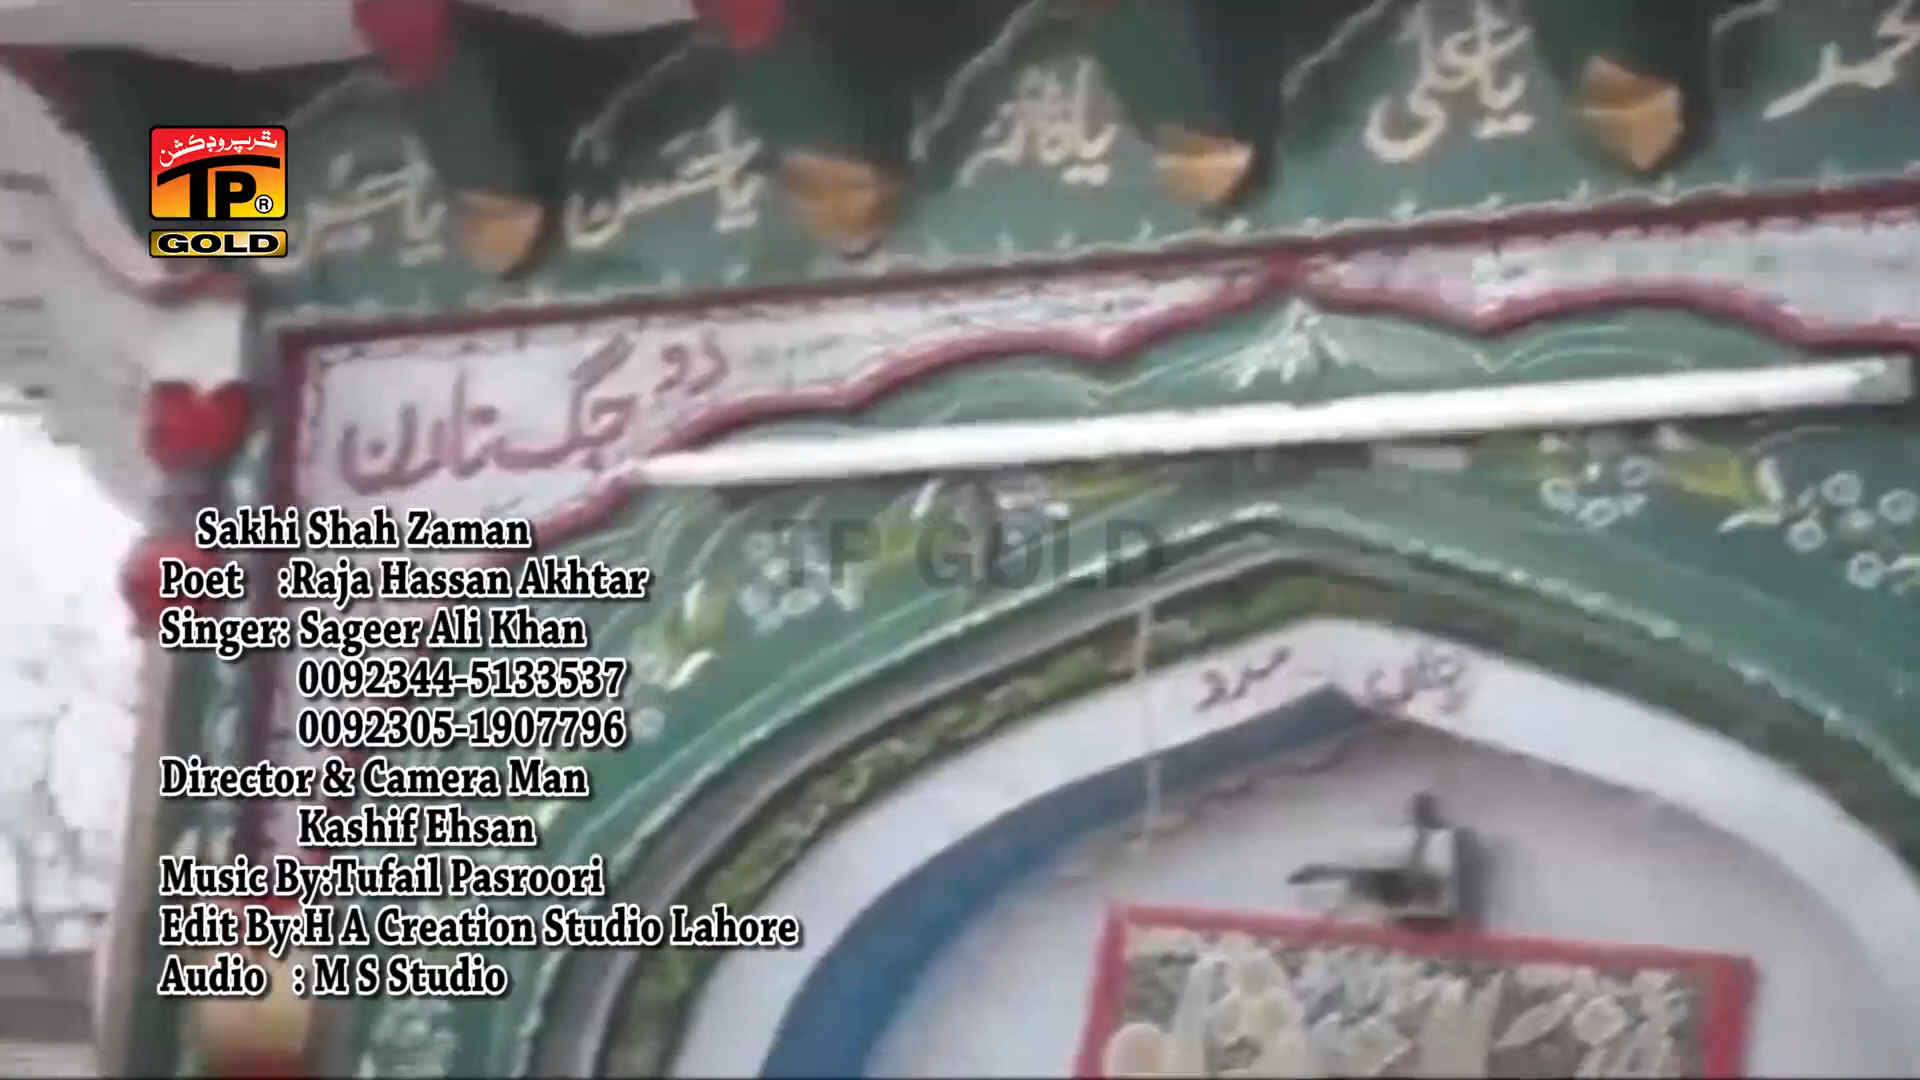 محمد
یا علی
یا فاطمہ
یا حسن
یا حسین
تھرپروڈکشن
TP
®
GOLD
دو جگ تارن
TP GOLD
Sakhi Shah Zaman
Poet :Raja Hassan Akhtar
Singer: Sageer Ali Khan
0092344-5133537
0092305-1907796
Director & Camera Man
Kashif Ehsan
Music By:Tufail Pasroori
Edit By:H A Creation Studio Lahore
Audio : M S Studio